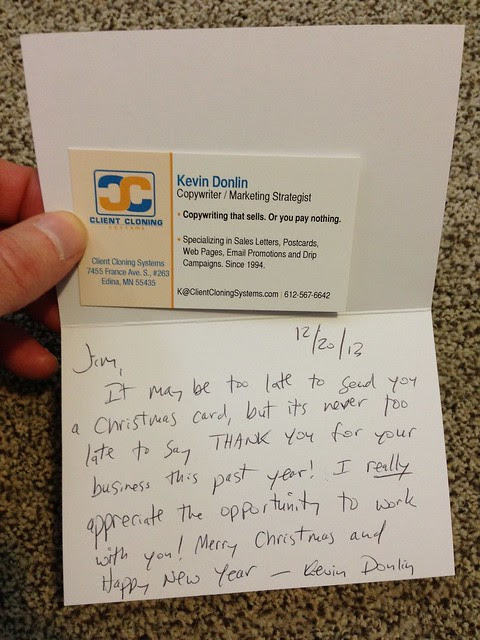 CC
CLIENT CLONING
SYSTEMS
Client Cloning Systems
7455 France Ave. S., #263
Edina, MN 55435
Kevin Donlin
Copywriter / Marketing Strategist
• Copywriting that sells. Or you pay nothing.
• Specializing in Sales Letters, Postcards,
Web Pages, Email Promotions and Drip
Campaigns. Since 1994.
K@ClientCloningSystems.com | 612-567-6642
12/20/13
Jim,
It may be too late to send you
a Christmas card, but it's never too
late to say THANK YOU for your
business this past year! I really
appreciate the opportunity to work
with you! Merry Christmas and
Happy New Year — Kevin Donlin